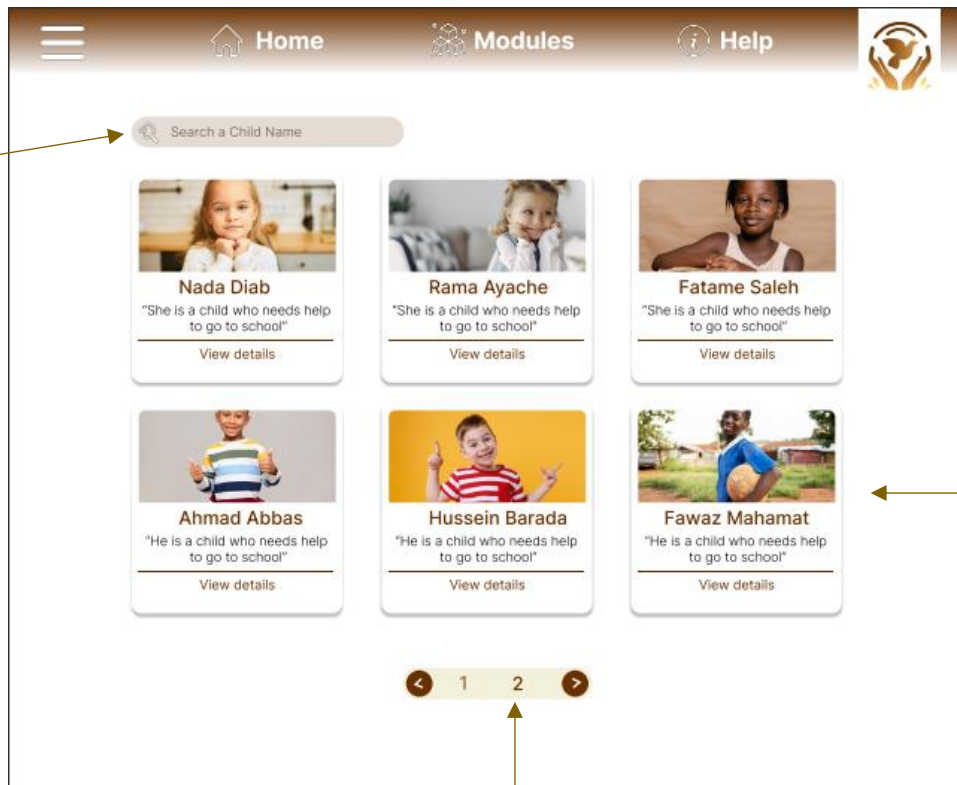 Home Modules Help
Search a Child Name
Nada Diab
"She is a child who needs help
to go to school"
View details
Rama Ayache
"She is a child who needs help
to go to school"
View details
Fatame Saleh
"She is a child who needs help
to go to school"
View details
Ahmad Abbas
"He is a child who needs help
to go to school"
View details
Hussein Barada
"He is a child who needs help
to go to school"
View details
Fawaz Mahamat
"He is a child who needs help
to go to school"
View details
< 1 2 >